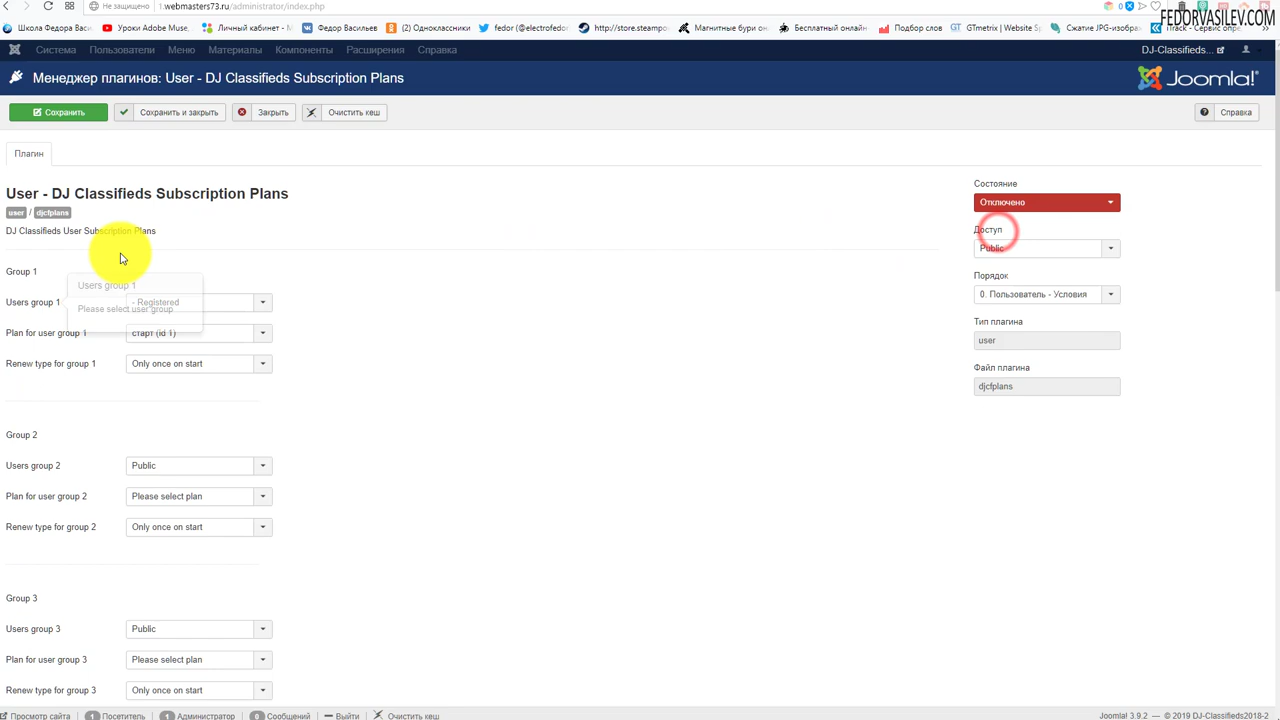 Не защищено 1.webmasters73.ru/administrator/index.php
FEDORVASILEV.COM
Школа Федора Васил
Уроки Adobe Muse,
Личный кабинет -
Федор Васильев
(2) Одноклассники
http://store.steampo
fedor (@electrofedor
Магнитные бури он
Бесплатный онлайн
Подбор слов
GTmetrix | Website S
Сжатие JPG-изобра
iTrack - Сервис опре
Система Пользователи Меню Материалы Компоненты Расширения Справка
DJ-Classifieds...
Менеджер плагинов: User - DJ Classifieds Subscription Plans
Joomla!®
Сохранить
Сохранить и закрыть
Закрыть
Очистить кеш
Справка
Плагин
User - DJ Classifieds Subscription Plans
user / djcfplans
DJ Classifieds User Subscription Plans
Group 1
Users group 1
Please select user group
Users group 1 - Registered
Plan for user group 1 старт (id 1)
Renew type for group 1 Only once on start
Group 2
Users group 2 Public
Plan for user group 2 Please select plan
Renew type for group 2 Only once on start
Group 3
Users group 3 Public
Plan for user group 3 Please select plan
Renew type for group 3 Only once on start
Состояние
Отключено
Доступ
Public
Порядок
0. Пользователь - Условия
Тип плагина
user
Файл плагина
djcfplans
Просмотр сайта 1 Посетитель 1 Администратор 0 Сообщений Выйти Очистить кеш
Joomla! 3.9.2 — © 2019 DJ-Classifieds2018-2